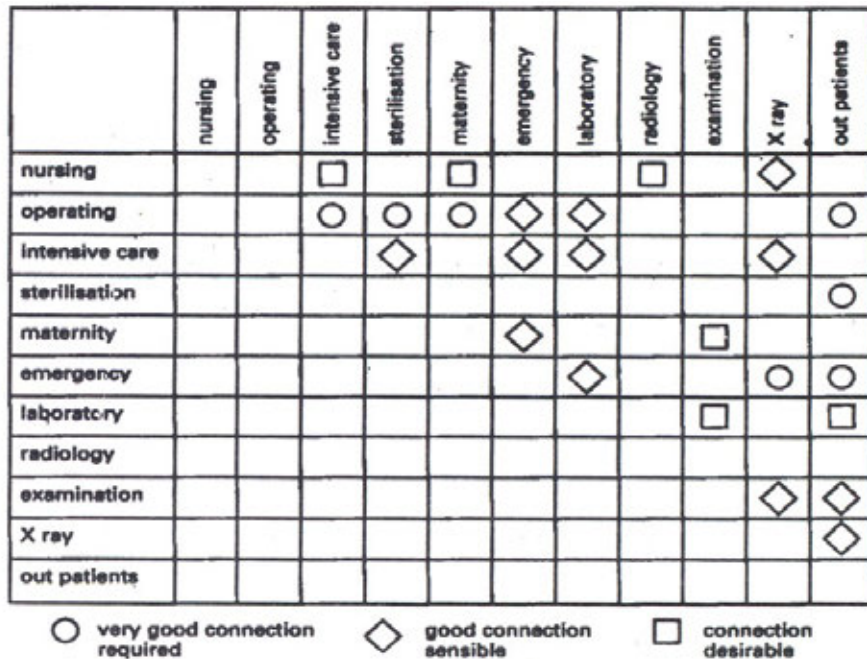 nursing
operating
intensive care
sterilisation
maternity
emergency
laboratory
radiology
examination
X ray
out patients
nursing
operating
intensive care
sterilisation
maternity
emergency
laboratory
radiology
examination
X ray
out patients
very good connection
required
good connection
sensible
connection
desirable